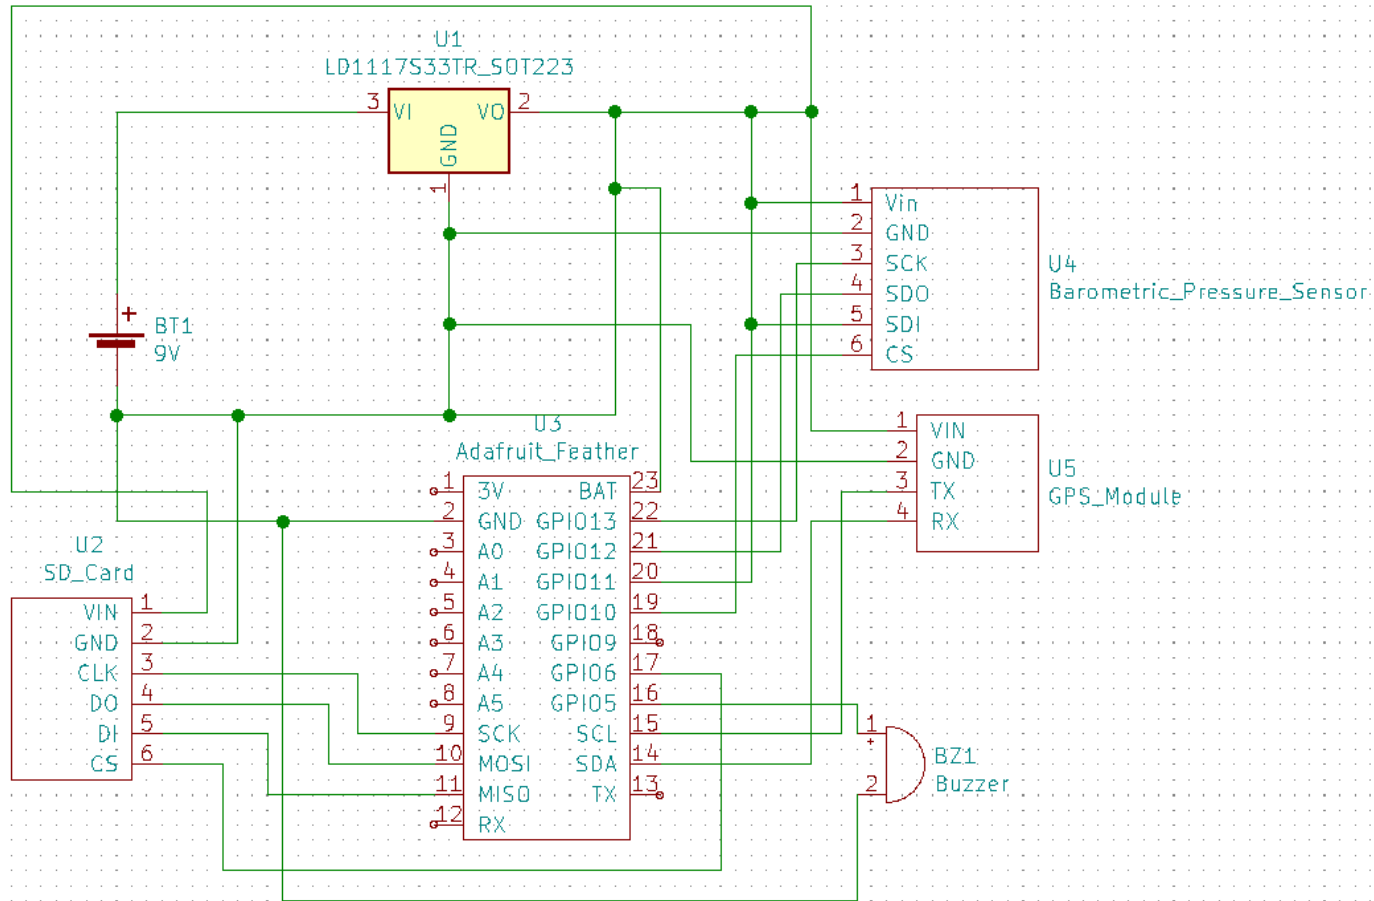 U1
LD1117S33TR_SOT223
3 VI VO 2
GND
1
BT1
9V
+
1 Vin
2 GND
3 SCK
4 SDO
5 SDI
6 CS
U4
Barometric_Pressure_Sensor
1 VIN
2 GND
3 TX
4 RX
U5
GPS_Module
U3
Adafruit_Feather
1 3V BAT 23
2 GND GPIO13 22
3 A0 GPIO12 21
4 A1 GPIO11 20
5 A2 GPIO10 19
6 A3 GPIO9 18
7 A4 GPIO6 17
8 A5 GPIO5 16
9 SCK SCL 15
10 MOSI SDA 14
11 MISO TX 13
12 RX
U2
SD_Card
VIN 1
GND 2
CLK 3
DO 4
DI 5
CS 6
1
+
2
BZ1
Buzzer